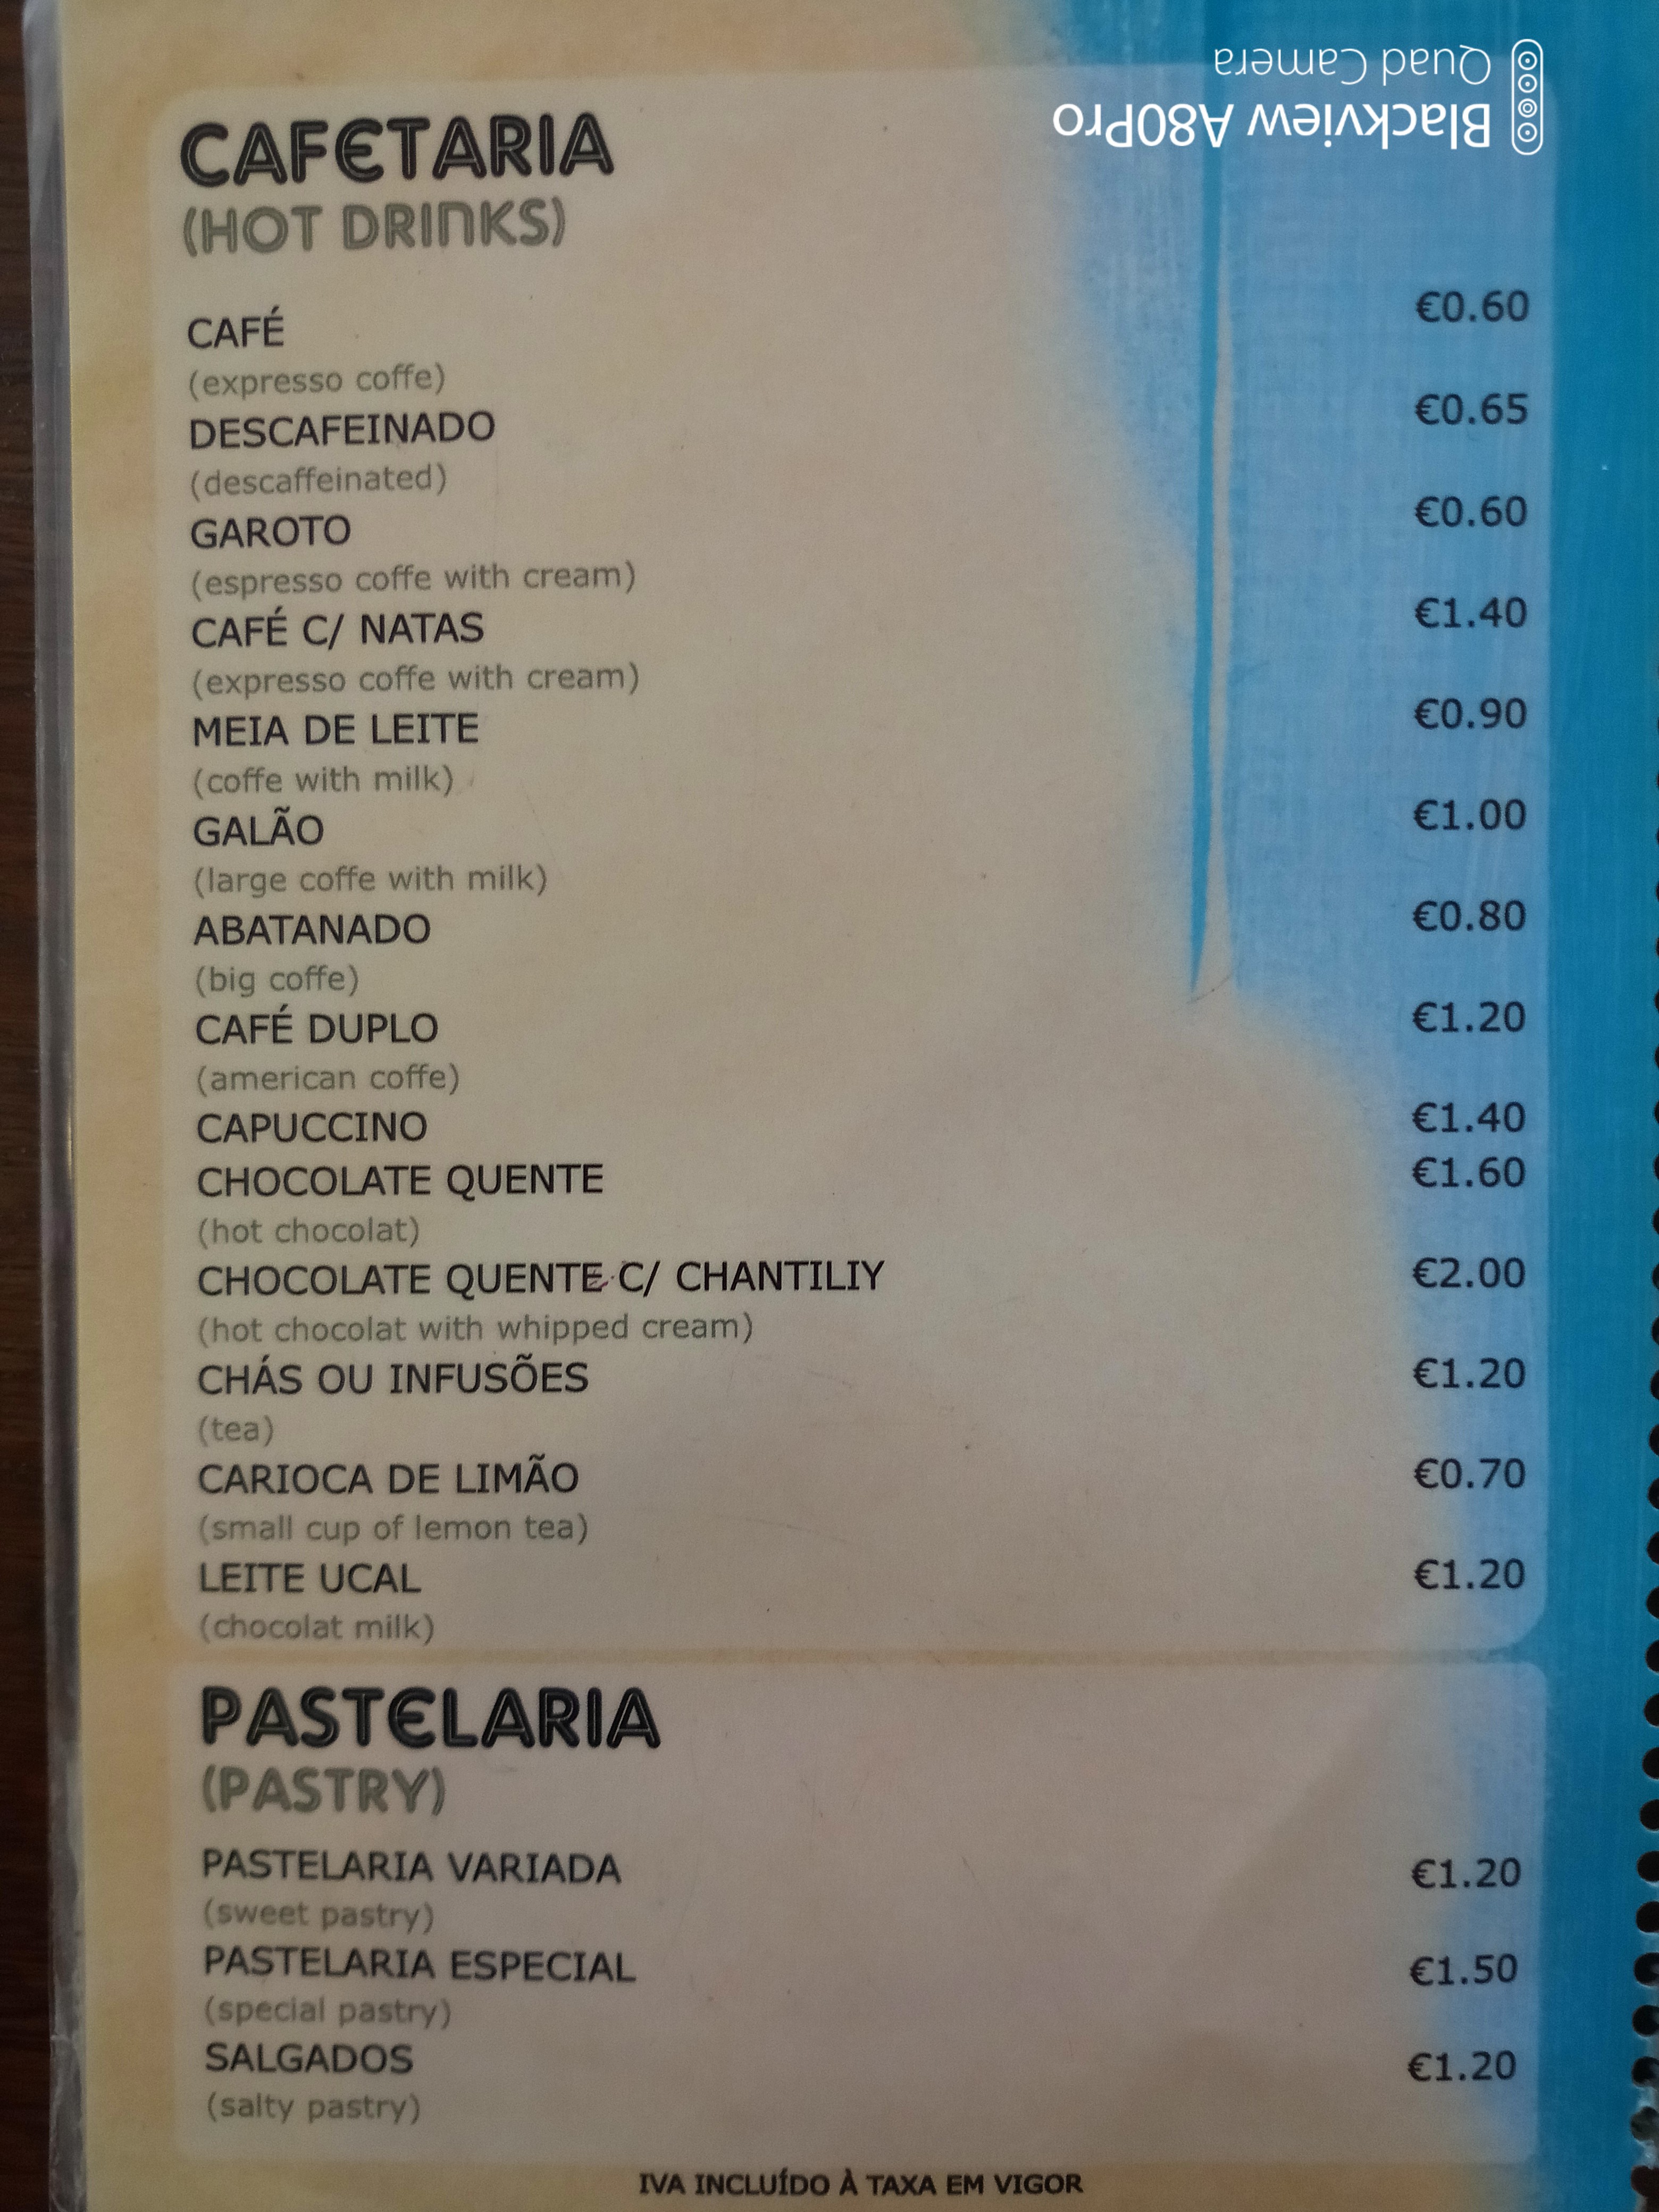 Blackview A80Pro
Quad Camera
CAFETARIA
(HOT DRINKS)
CAFÉ €0.60
(expresso coffe)
DESCAFEINADO €0.65
(descaffeinated)
GAROTO €0.60
(espresso coffe with cream)
CAFÉ C/ NATAS €1.40
(expresso coffe with cream)
MEIA DE LEITE €0.90
(coffe with milk)
GALÃO €1.00
(large coffe with milk)
ABATANADO €0.80
(big coffe)
CAFÉ DUPLO €1.20
(american coffe)
CAPUCCINO €1.40
CHOCOLATE QUENTE €1.60
(hot chocolat)
CHOCOLATE QUENTE C/ CHANTILIY €2.00
(hot chocolat with whipped cream)
CHÁS OU INFUSÕES €1.20
(tea)
CARIOCA DE LIMÃO €0.70
(small cup of lemon tea)
LEITE UCAL €1.20
(chocolat milk)
PASTELARIA
(PASTRY)
PASTELARIA VARIADA €1.20
(sweet pastry)
PASTELARIA ESPECIAL €1.50
(special pastry)
SALGADOS €1.20
(salty pastry)
IVA INCLUÍDO À TAXA EM VIGOR